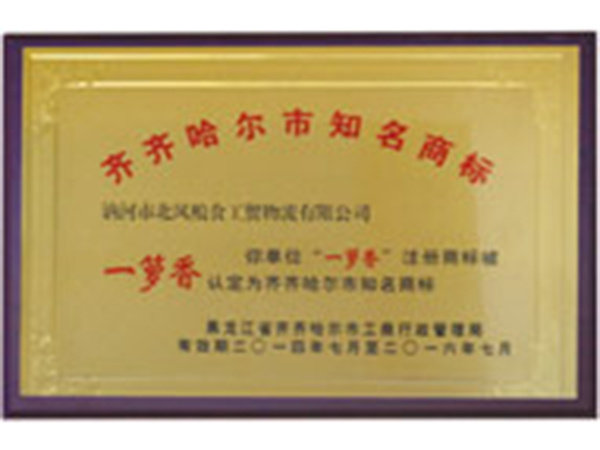 齐齐哈尔市知名商标
讷河市北风粮食工贸物流有限公司
你单位“一箩香”注册商标被
一箩香 认定为齐齐哈尔市知名商标
黑龙江省齐齐哈尔市工商行政管理局
有效期二〇一四年七月至二〇一六年七月